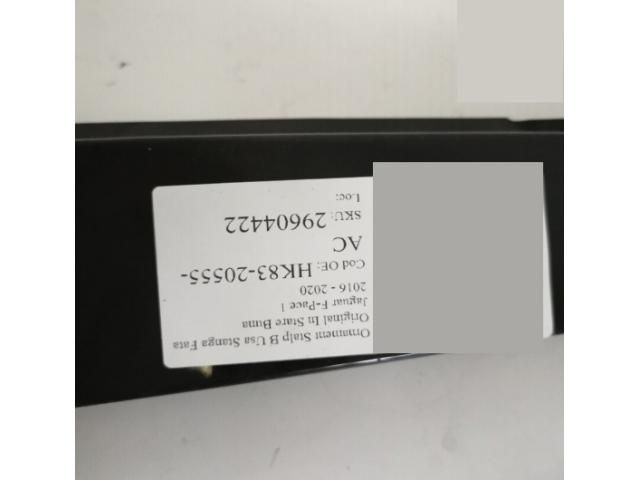 Ornament Stalp B Usa Stanga Fata
Original In Stare Buna
Jaguar F-Pace 1
2016 - 2020
Cod OE: HK83-20555-
AC
SKU: 29604422
Loc: